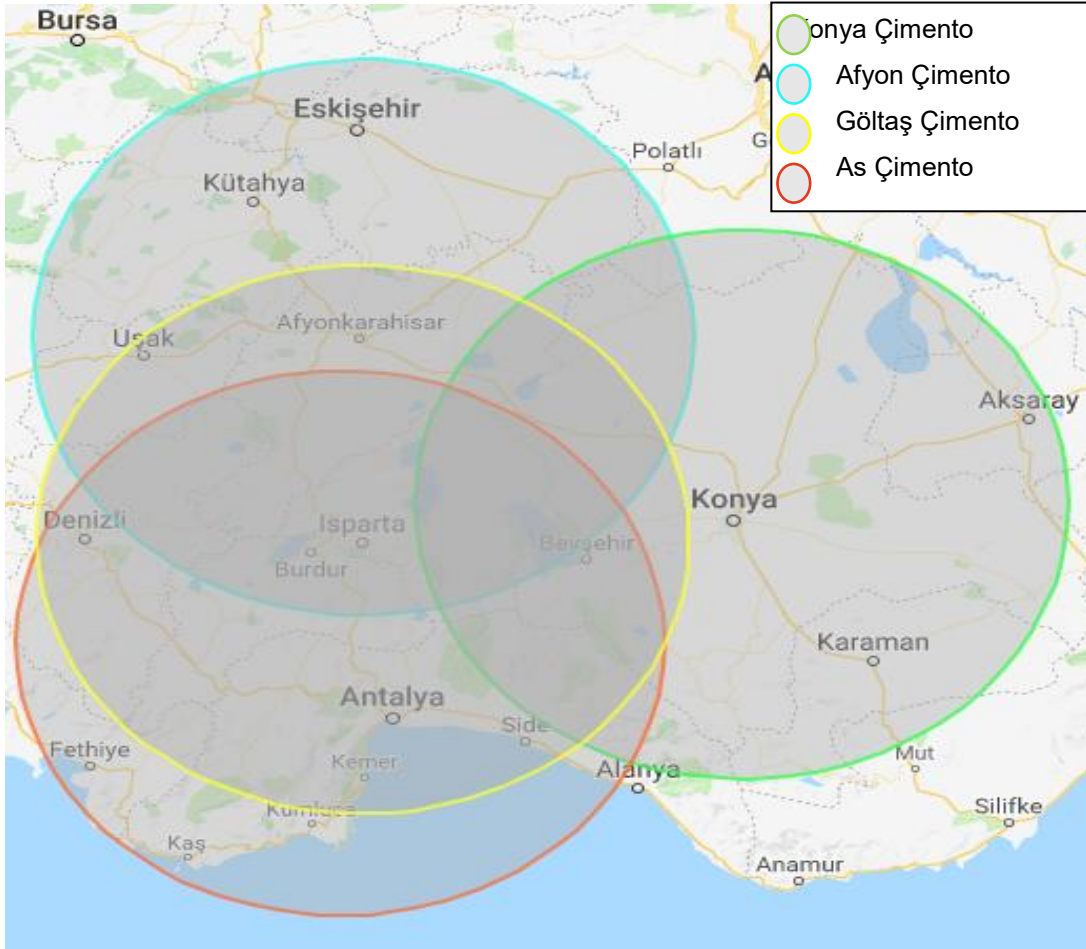 Bursa
onya Çimento
Afyon Çimento
Göltaş Çimento
As Çimento
A
G
Eskişehir
Polatlı
Kütahya
Afyonkarahisar
Uşak
Aksaray
Konya
Denizli
Isparta
Beyşehir
Burdur
Karaman
Antalya
Side
Fethiye
Kemer
Alanya
Mut
Kumluca
Silifke
Kaş
Anamur